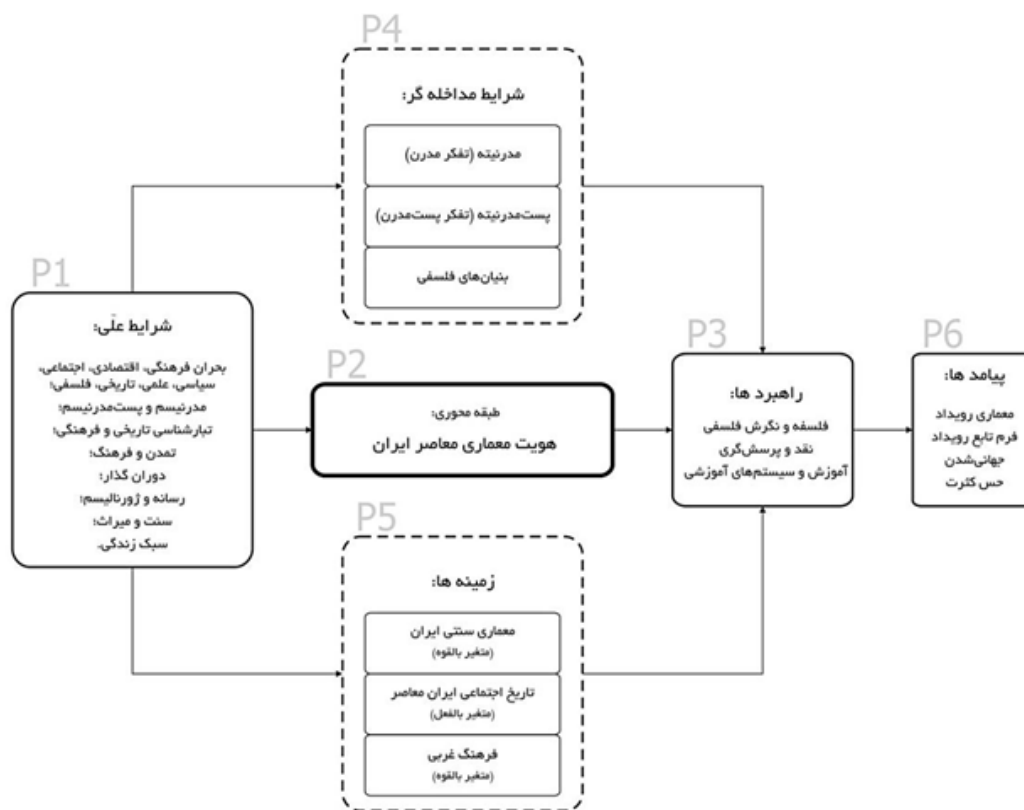 P4
شرایط مداخله گر:
مدرنیته (تفکر مدرن)
پست‌مدرنیته (تفکر پست‌مدرن)
بنیان‌های فلسفی
P1
شرایط علّی:
بحران فرهنگی، اقتصادی، اجتماعی،
سیاسی، علمی، تاریخی، فلسفی؛
مدرنیسم و پست‌مدرنیسم؛
تبارشناسی تاریخی و فرهنگی؛
تمدن و فرهنگ؛
دوران گذار؛
رسانه و ژورنالیسم؛
سنت و میراث؛
سبک زندگی.
P2
طبقه محوری:
هویت معماری معاصر ایران
P3
راهبرد ها:
فلسفه و نگرش فلسفی
نقد و پرسش‌گری
آموزش و سیستم‌های آموزشی
P6
پیامد ها:
معماری رویداد
فرم تابع رویداد
جهانی‌شدن
حس کثرت
P5
زمینه ها:
معماری سنتی ایران
(متغیر بالقوه)
تاریخ اجتماعی ایران معاصر
(متغیر بالفعل)
فرهنگ غربی
(متغیر بالقوه)